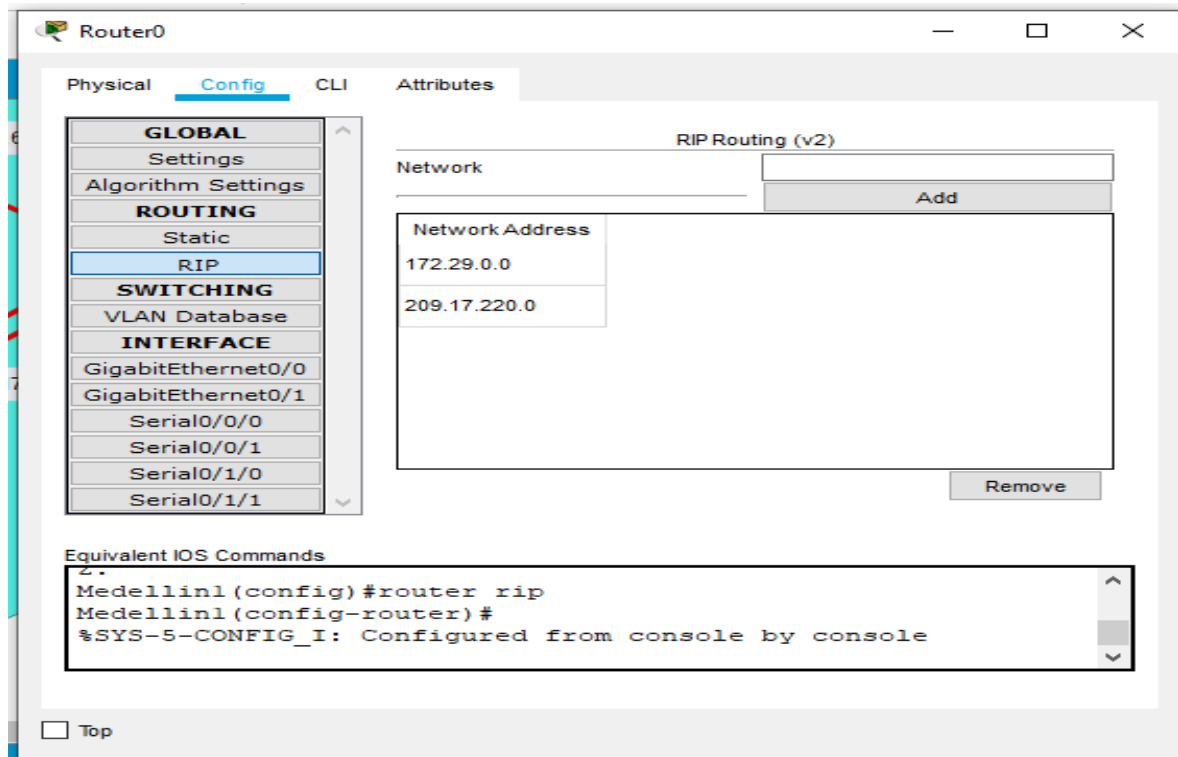 Router0
Physical Config CLI Attributes
GLOBAL
Settings
Algorithm Settings
ROUTING
Static
RIP
SWITCHING
VLAN Database
INTERFACE
GigabitEthernet0/0
GigabitEthernet0/1
Serial0/0/0
Serial0/0/1
Serial0/1/0
Serial0/1/1
RIP Routing (v2)
Network
Add
Network Address
172.29.0.0
209.17.220.0
Remove
Equivalent IOS Commands
Medellin1(config)#router rip
Medellin1(config-router)#
%SYS-5-CONFIG_I: Configured from console by console
Top